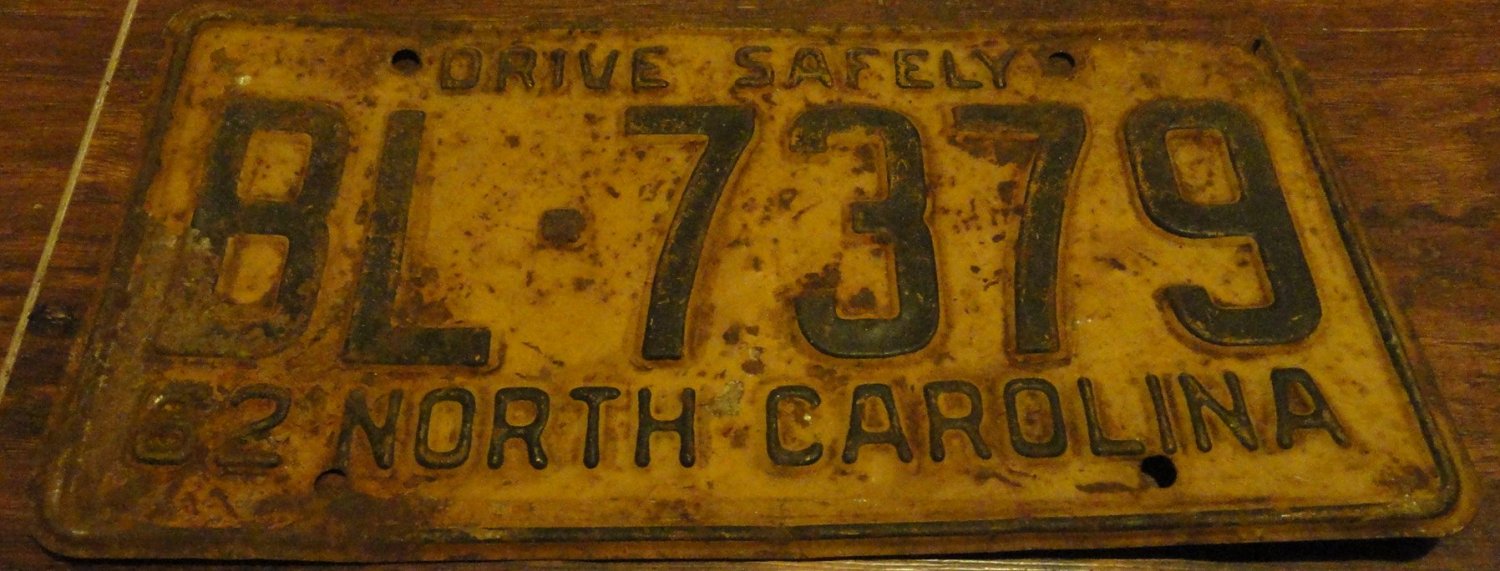 DRIVE SAFELY
BL·7379
62 NORTH CAROLINA